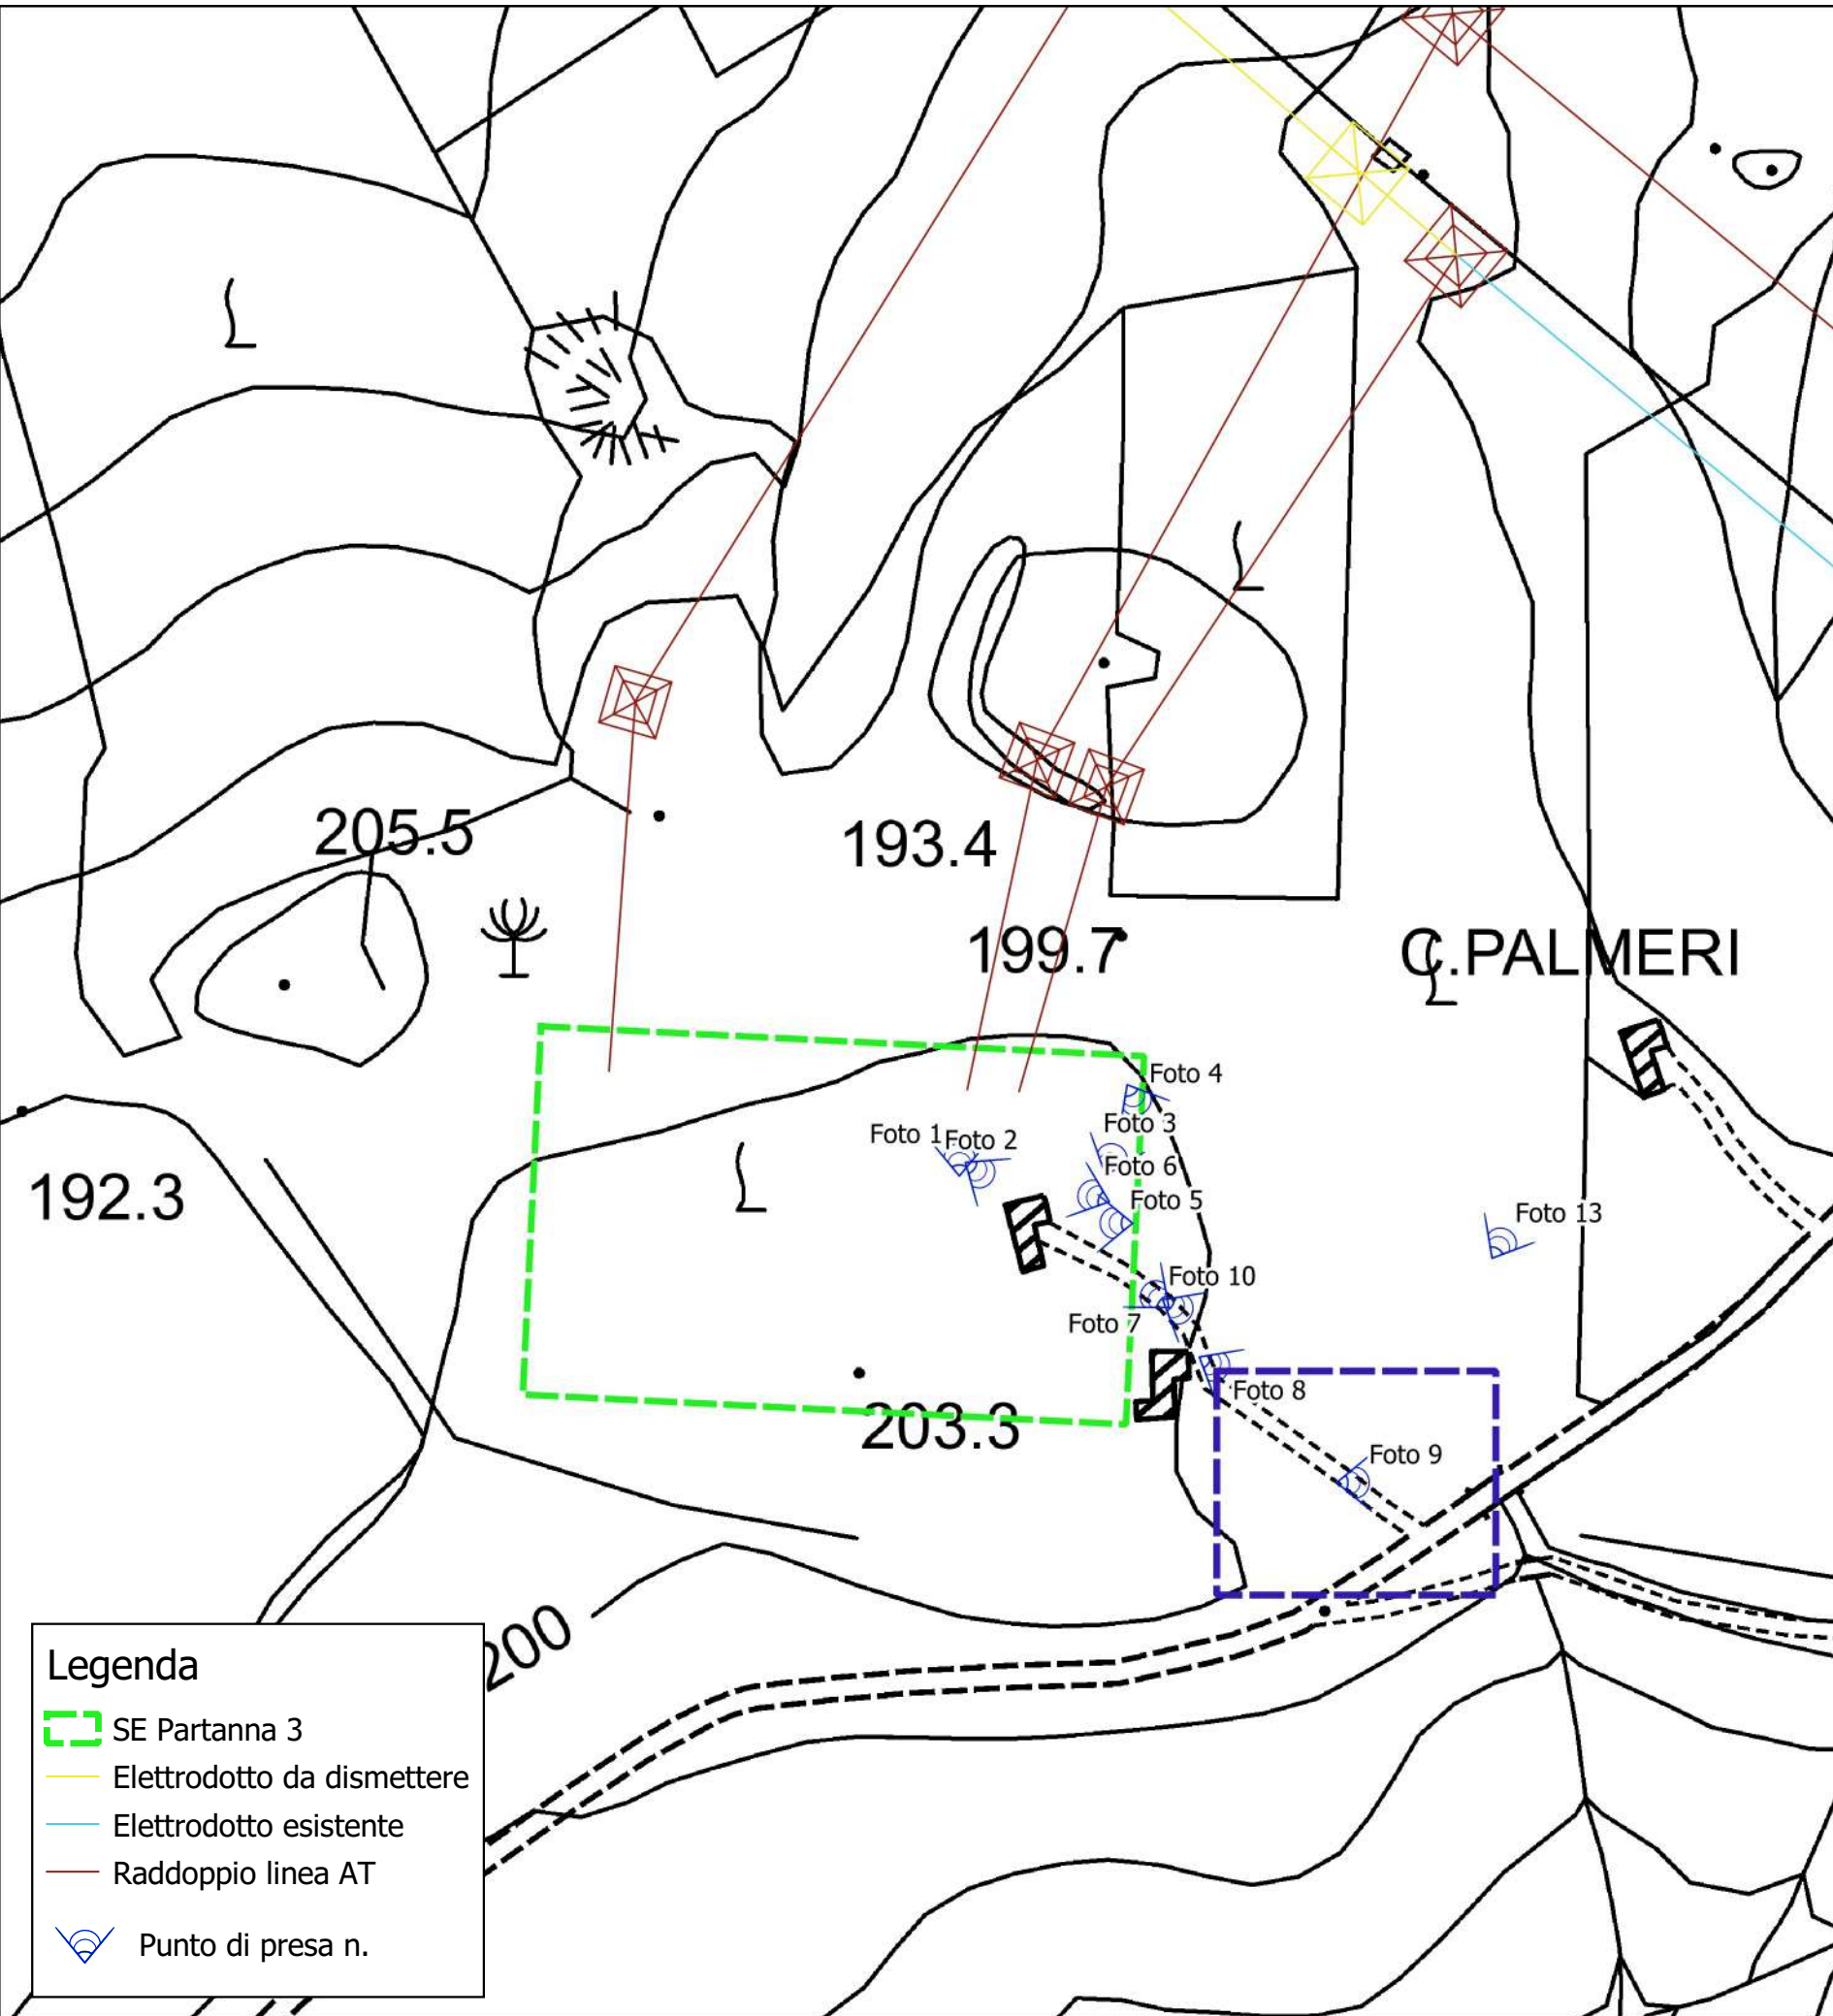 205.5
193.4
199.7
C.PALMERI
Foto 4
Foto 3
Foto 1
Foto 2
Foto 6
192.3
Foto 5
Foto 13
Foto 10
Foto 7
Foto 8
203.3
Foto 9
200
Legenda
SE Partanna 3
Elettrodotto da dismettere
Elettrodotto esistente
Raddoppio linea AT
Punto di presa n.